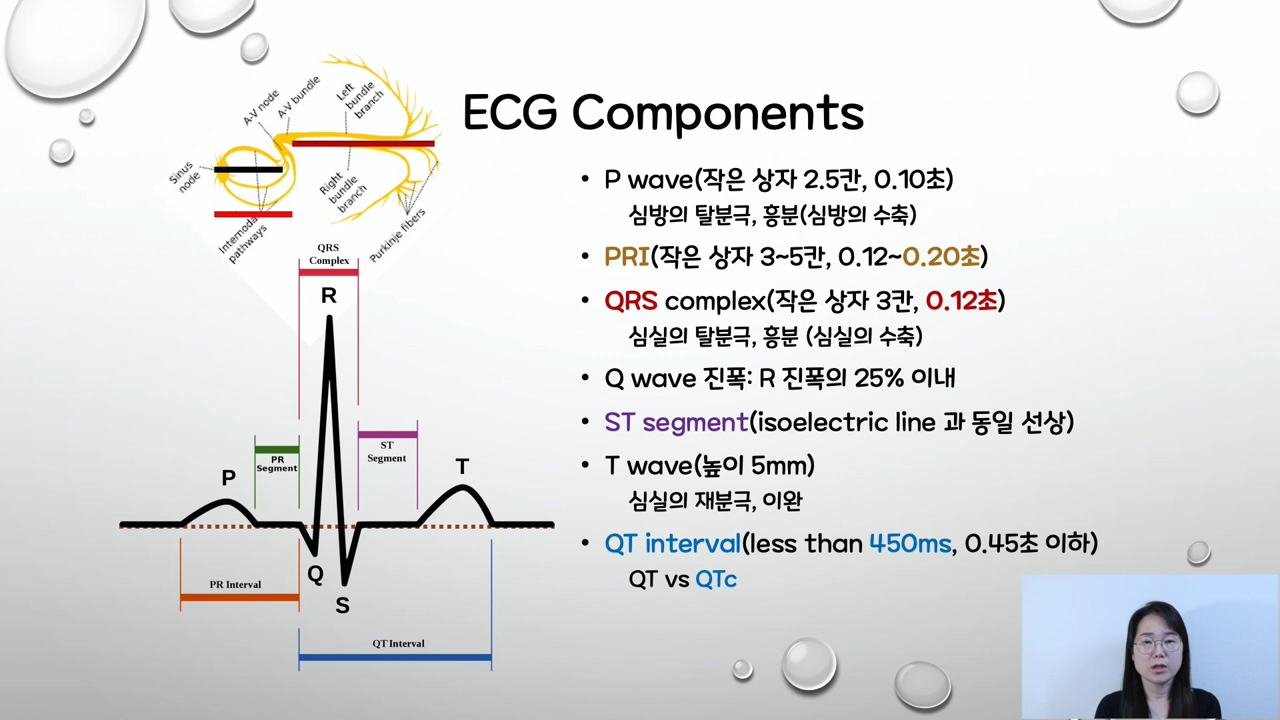 ECG Components
A-V node
A-V bundle
Left
bundle
branch
Sinus
node
Right
bundle
branch
Internoda
pathways
Purkinje fibers
QRS
Complex
R
PR
Segment
ST
Segment
P
T
Q
S
PR Interval
QT Interval
• P wave(작은 상자 2.5칸, 0.10초)
심방의 탈분극, 흥분(심방의 수축)
• PRI(작은 상자 3~5칸, 0.12~0.20초)
• QRS complex(작은 상자 3칸, 0.12초)
심실의 탈분극, 흥분 (심실의 수축)
• Q wave 진폭: R 진폭의 25% 이내
• ST segment(isoelectric line 과 동일 선상)
• T wave(높이 5mm)
심실의 재분극, 이완
• QT interval(less than 450ms, 0.45초 이하)
QT vs QTc